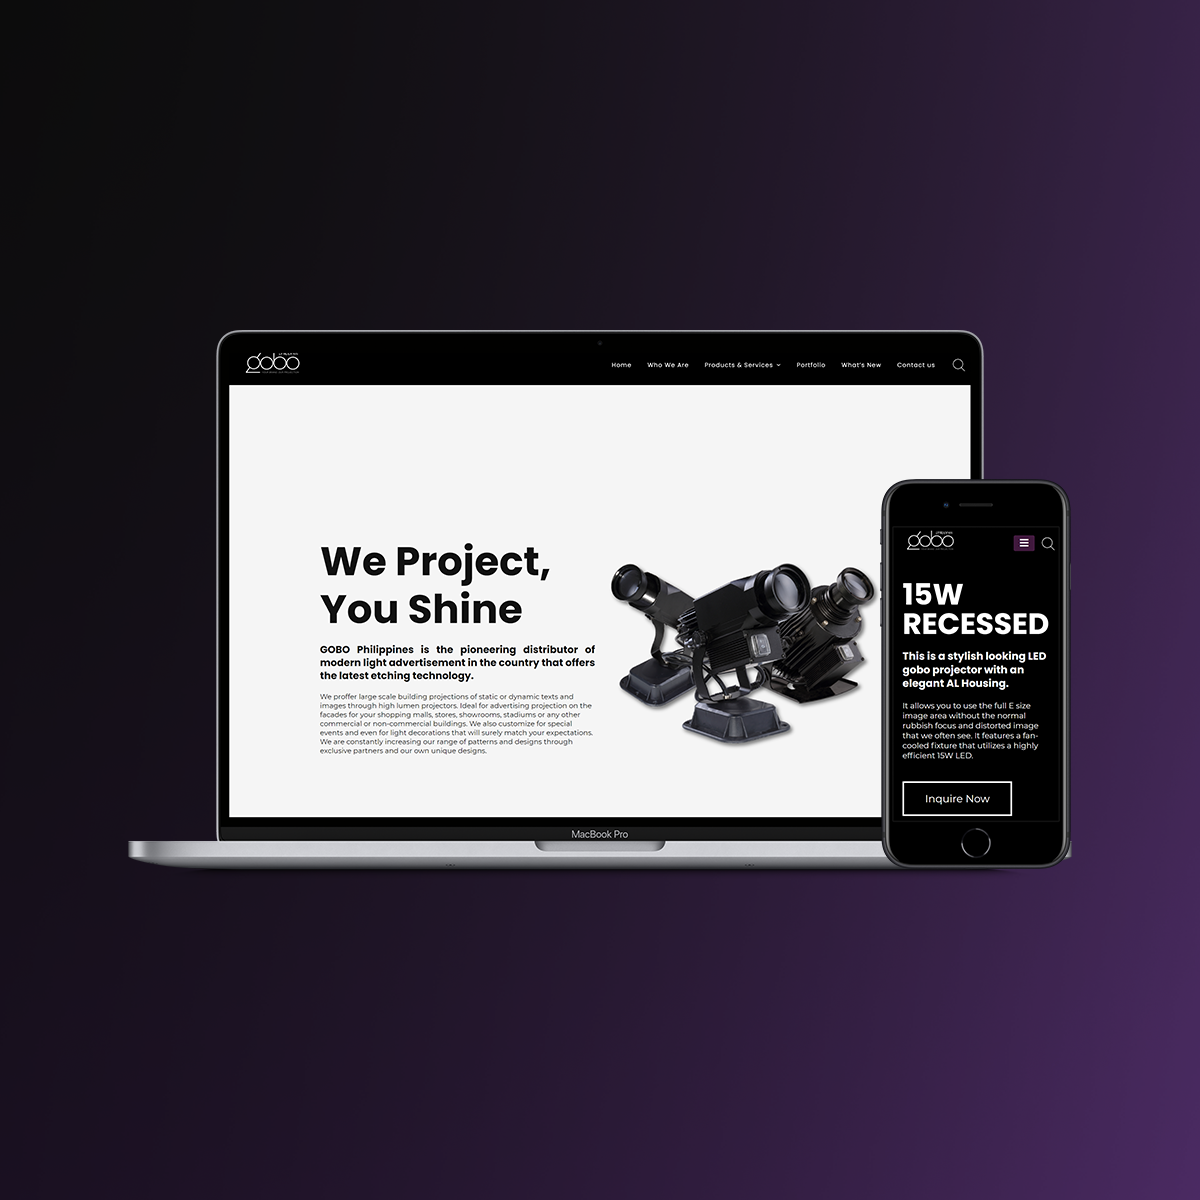 gobo
Home Who We Are Products & Services Portfolio What's New Contact us
We Project,
You Shine
GOBO Philippines is the pioneering distributor of
modern light advertisement in the country that offers
the latest etching technology.
We proffer large scale building projections of static or dynamic texts and
images through high lumen projectors. Ideal for advertising projection on the
facades for your shopping malls, stores, showrooms, stadiums or any other
commercial or non-commercial buildings. We also customize for special
events and even for light decorations that will surely match your expectations.
We are constantly increasing our range of patterns and designs through
exclusive partners and our own unique designs.
MacBook Pro
gobo
15W
RECESSED
This is a stylish looking LED
gobo projector with an
elegant AL Housing.
It allows you to use the full E size
image area without the normal
rubbish focus and distorted image
that we often see. It features a fan-
cooled fixture that utilizes a highly
efficient 15W LED.
Inquire Now